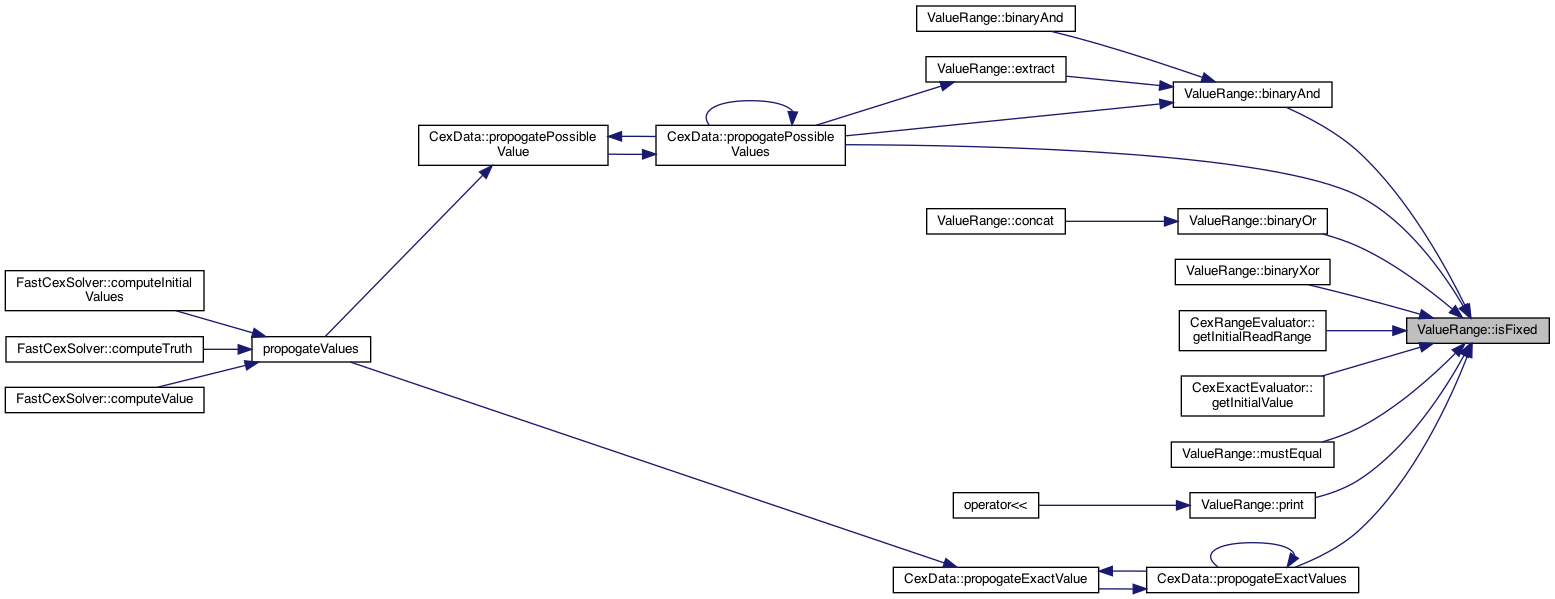 ValueRange::binaryAnd
ValueRange::extract
ValueRange::binaryAnd
CexData::propogatePossible
Value
CexData::propogatePossible
Values
ValueRange::concat
ValueRange::binaryOr
ValueRange::binaryXor
FastCexSolver::computeInitial
Values
CexRangeEvaluator::
getInitialReadRange
ValueRange::isFixed
FastCexSolver::computeTruth
propogateValues
FastCexSolver::computeValue
CexExactEvaluator::
getInitialValue
ValueRange::mustEqual
operator<<
ValueRange::print
CexData::propogateExactValue
CexData::propogateExactValues